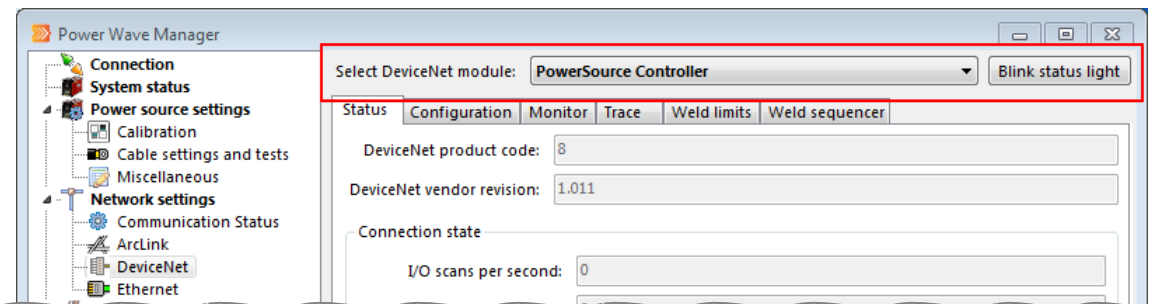 Power Wave Manager
Connection
System status
Power source settings
Calibration
Cable settings and tests
Miscellaneous
Network settings
Communication Status
ArcLink
DeviceNet
Ethernet
Select DeviceNet module: PowerSource Controller Blink status light
Status Configuration Monitor Trace Weld limits Weld sequencer
DeviceNet product code: 8
DeviceNet vendor revision: 1.011
Connection state
I/O scans per second: 0